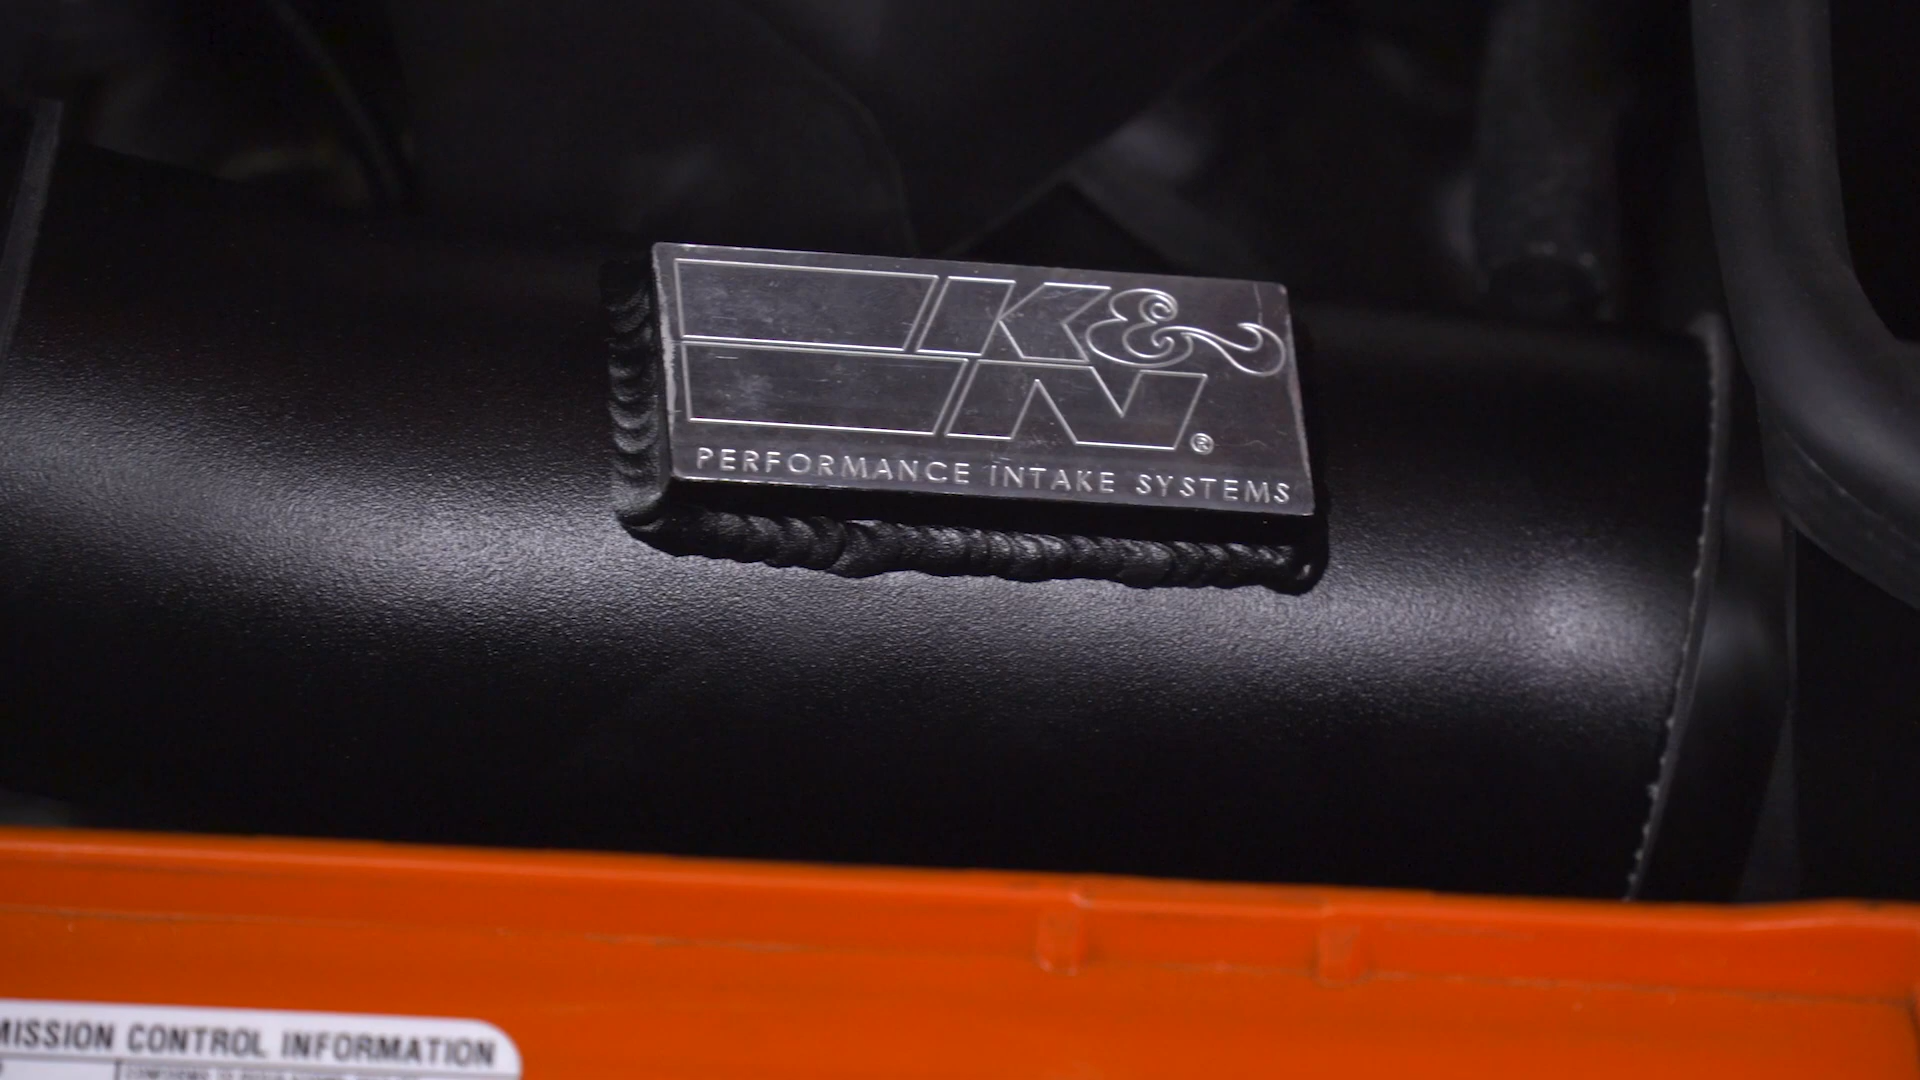 K&
N®
PERFORMANCE INTAKE SYSTEMS
MISSION CONTROL INFORMATION